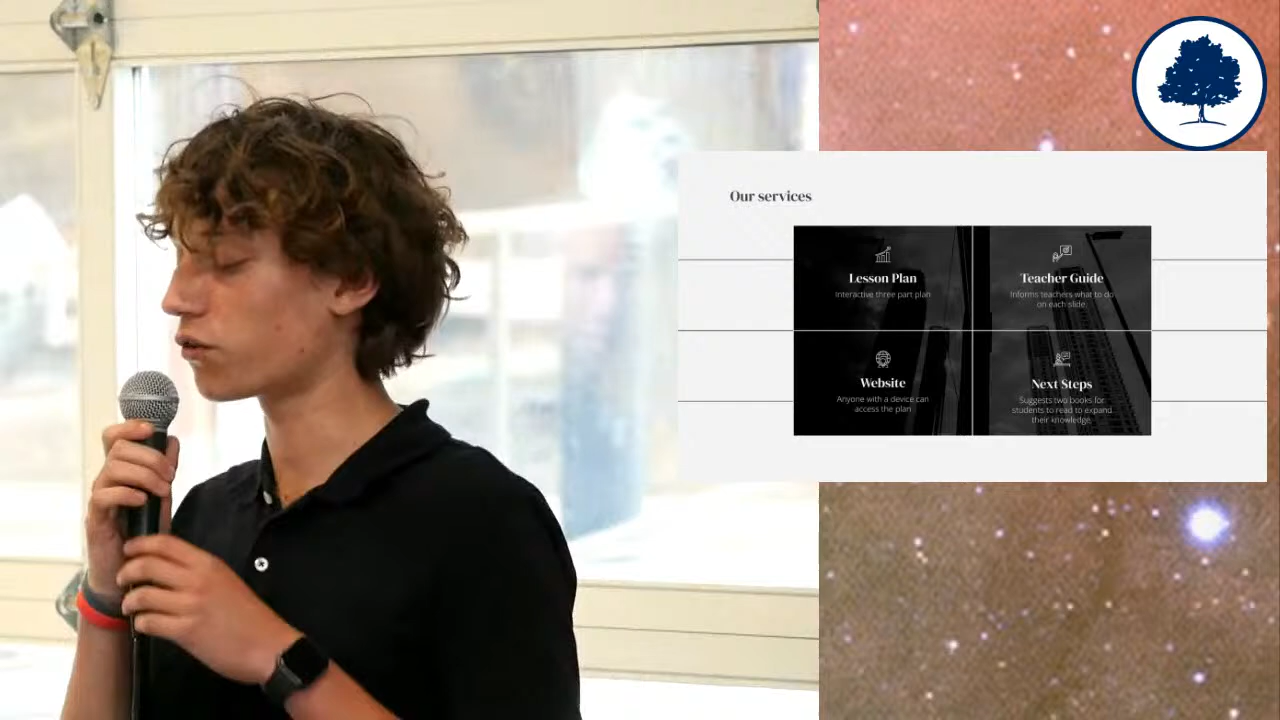 Our services
Lesson Plan
Interactive three part plan
Teacher Guide
Informs teachers what to do
on each slide.
Website
Anyone with a device can
access the plan
Next Steps
Suggests two books for
students to read to expand
their knowledge.